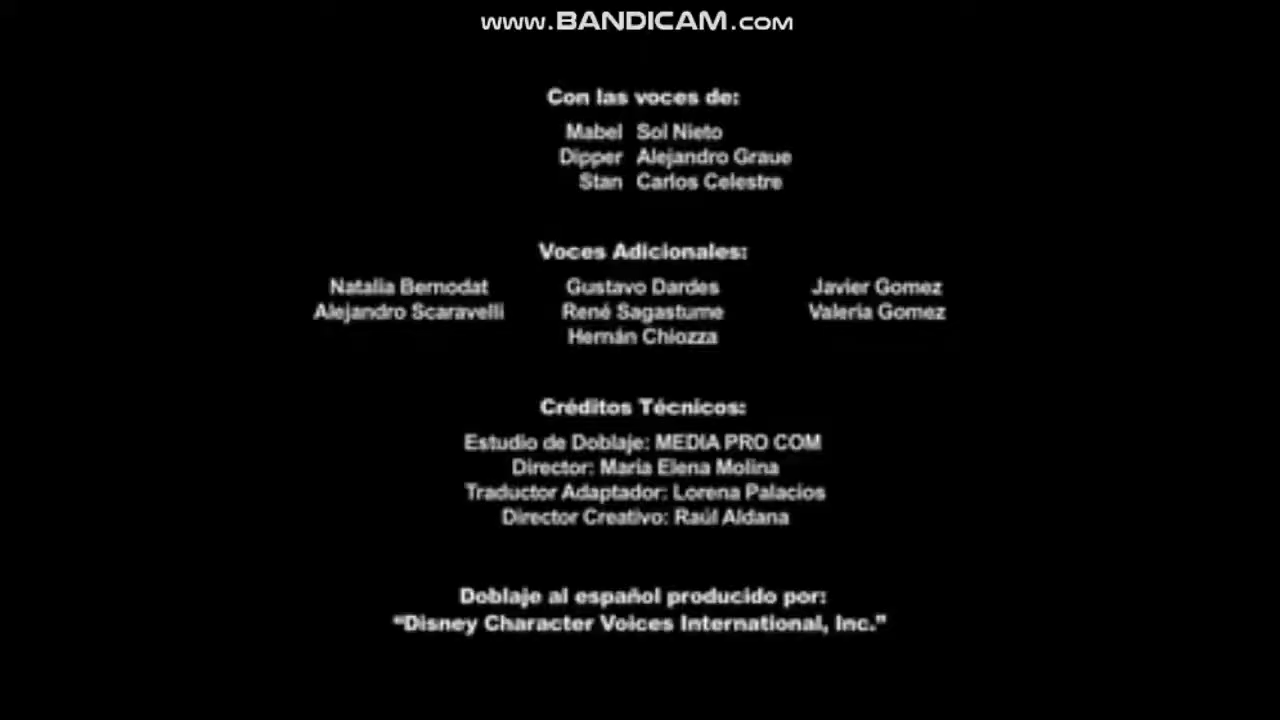 www.BANDICAM.com
Con las voces de:
Mabel Sol Nieto
Dipper Alejandro Graue
Stan Carlos Celestre
Voces Adicionales:
Natalia Bernodat Gustavo Dardes Javier Gomez
Alejandro Scaravelli René Sagastume Valeria Gomez
Hernán Chiozza
Créditos Técnicos:
Estudio de Doblaje: MEDIA PRO COM
Director: Maria Elena Molina
Traductor Adaptador: Lorena Palacios
Director Creativo: Raúl Aldana
Doblaje al español producido por:
“Disney Character Voices International, Inc.”